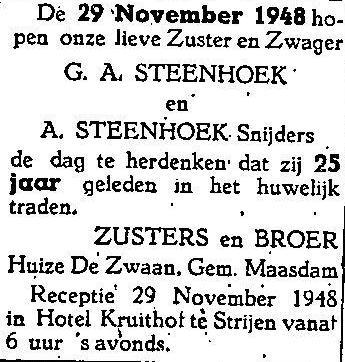 De 29 November 1948 ho-
pen onze lieve Zuster en Zwager
G. A. STEENHOEK
en
A. STEENHOEK-Snijders
de dag te herdenken dat zij 25
jaar geleden in het huwelijk
traden.
ZUSTERS en BROER
Huize De Zwaan, Gem. Maasdam
Receptie 29 November 1948
in Hotel Kruithof te Strijen vanaf
6 uur 's avonds.